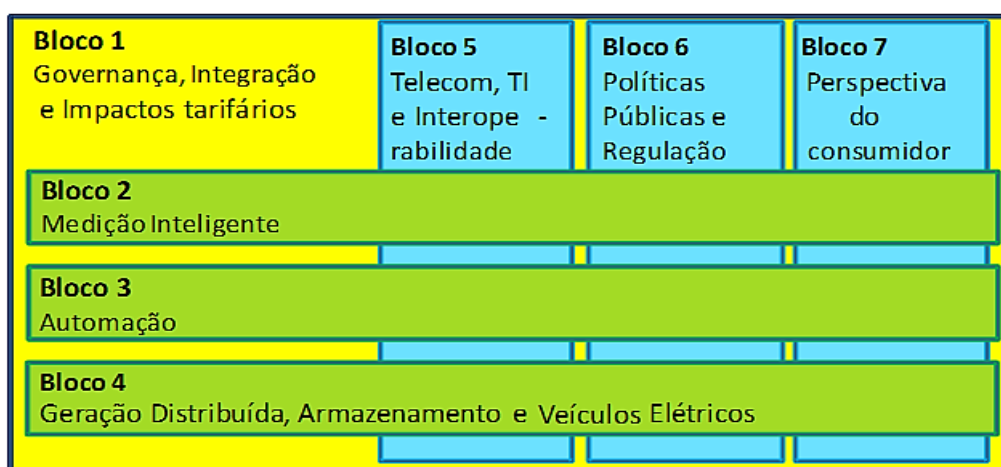 Bloco 1
Governança, Integração
e Impactos tarifários
Bloco 5
Telecom, TI
e Interope -
rabilidade
Bloco 6
Políticas
Públicas e
Regulação
Bloco 7
Perspectiva
do
consumidor
Bloco 2
Medição Inteligente
Bloco 3
Automação
Bloco 4
Geração Distribuída, Armazenamento e Veículos Elétricos